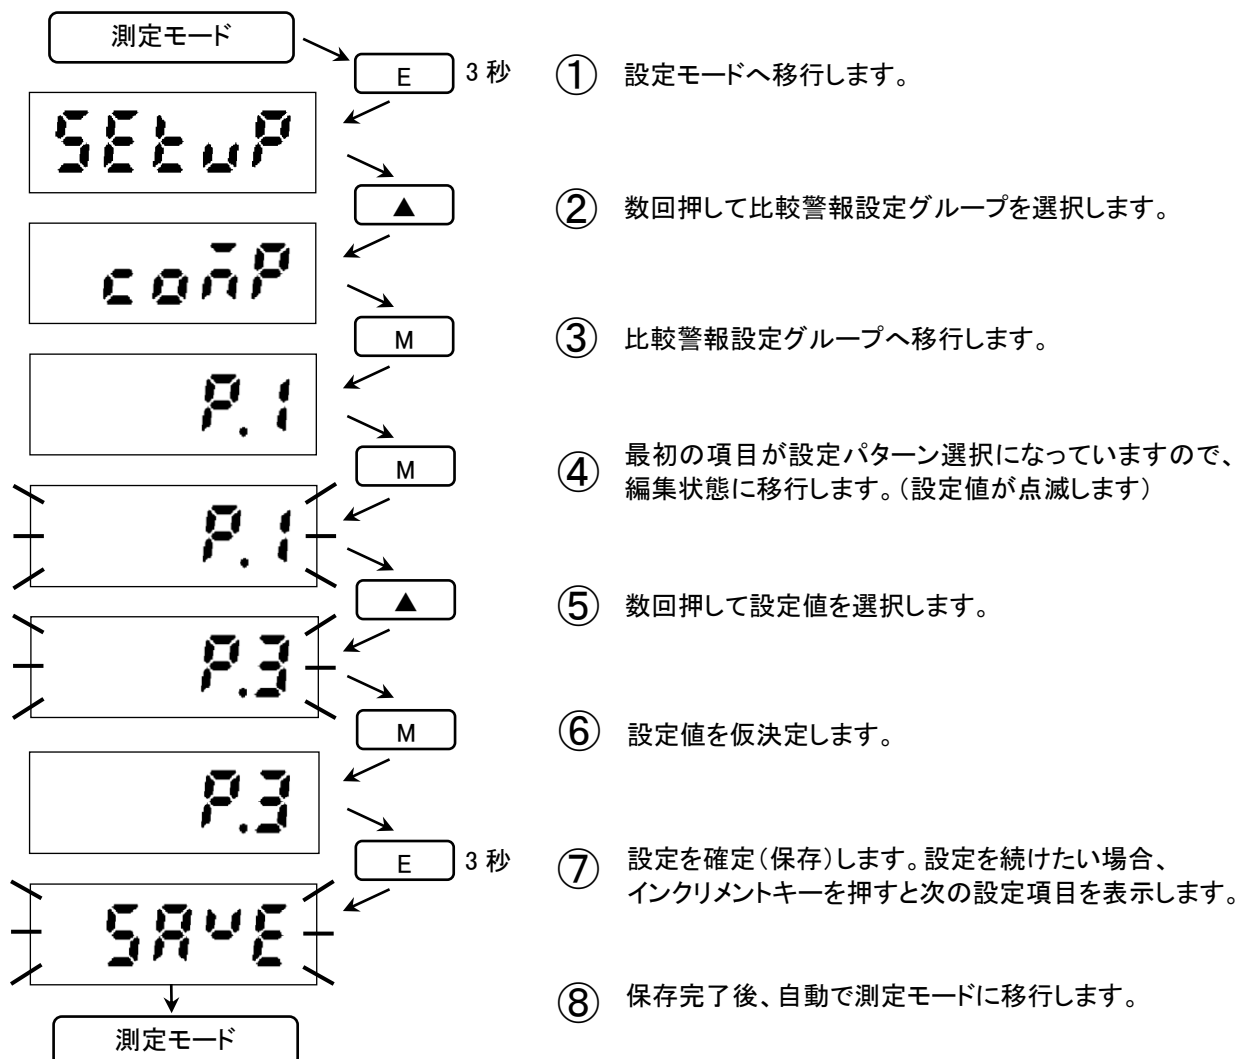 測定モード
E 3 秒 ① 設定モードへ移行します。
SEtuP
▲ ② 数回押して比較警報設定グループを選択します。
comP
M ③ 比較警報設定グループへ移行します。
P.1
M ④ 最初の項目が設定パターン選択になっていますので、
編集状態に移行します。(設定値が点滅します)
P.1
▲ ⑤ 数回押して設定値を選択します。
P.3
M ⑥ 設定値を仮決定します。
P.3
E 3 秒 ⑦ 設定を確定(保存)します。設定を続けたい場合、
インクリメントキーを押すと次の設定項目を表示します。
SAvE
⑧ 保存完了後、自動で測定モードに移行します。
測定モード